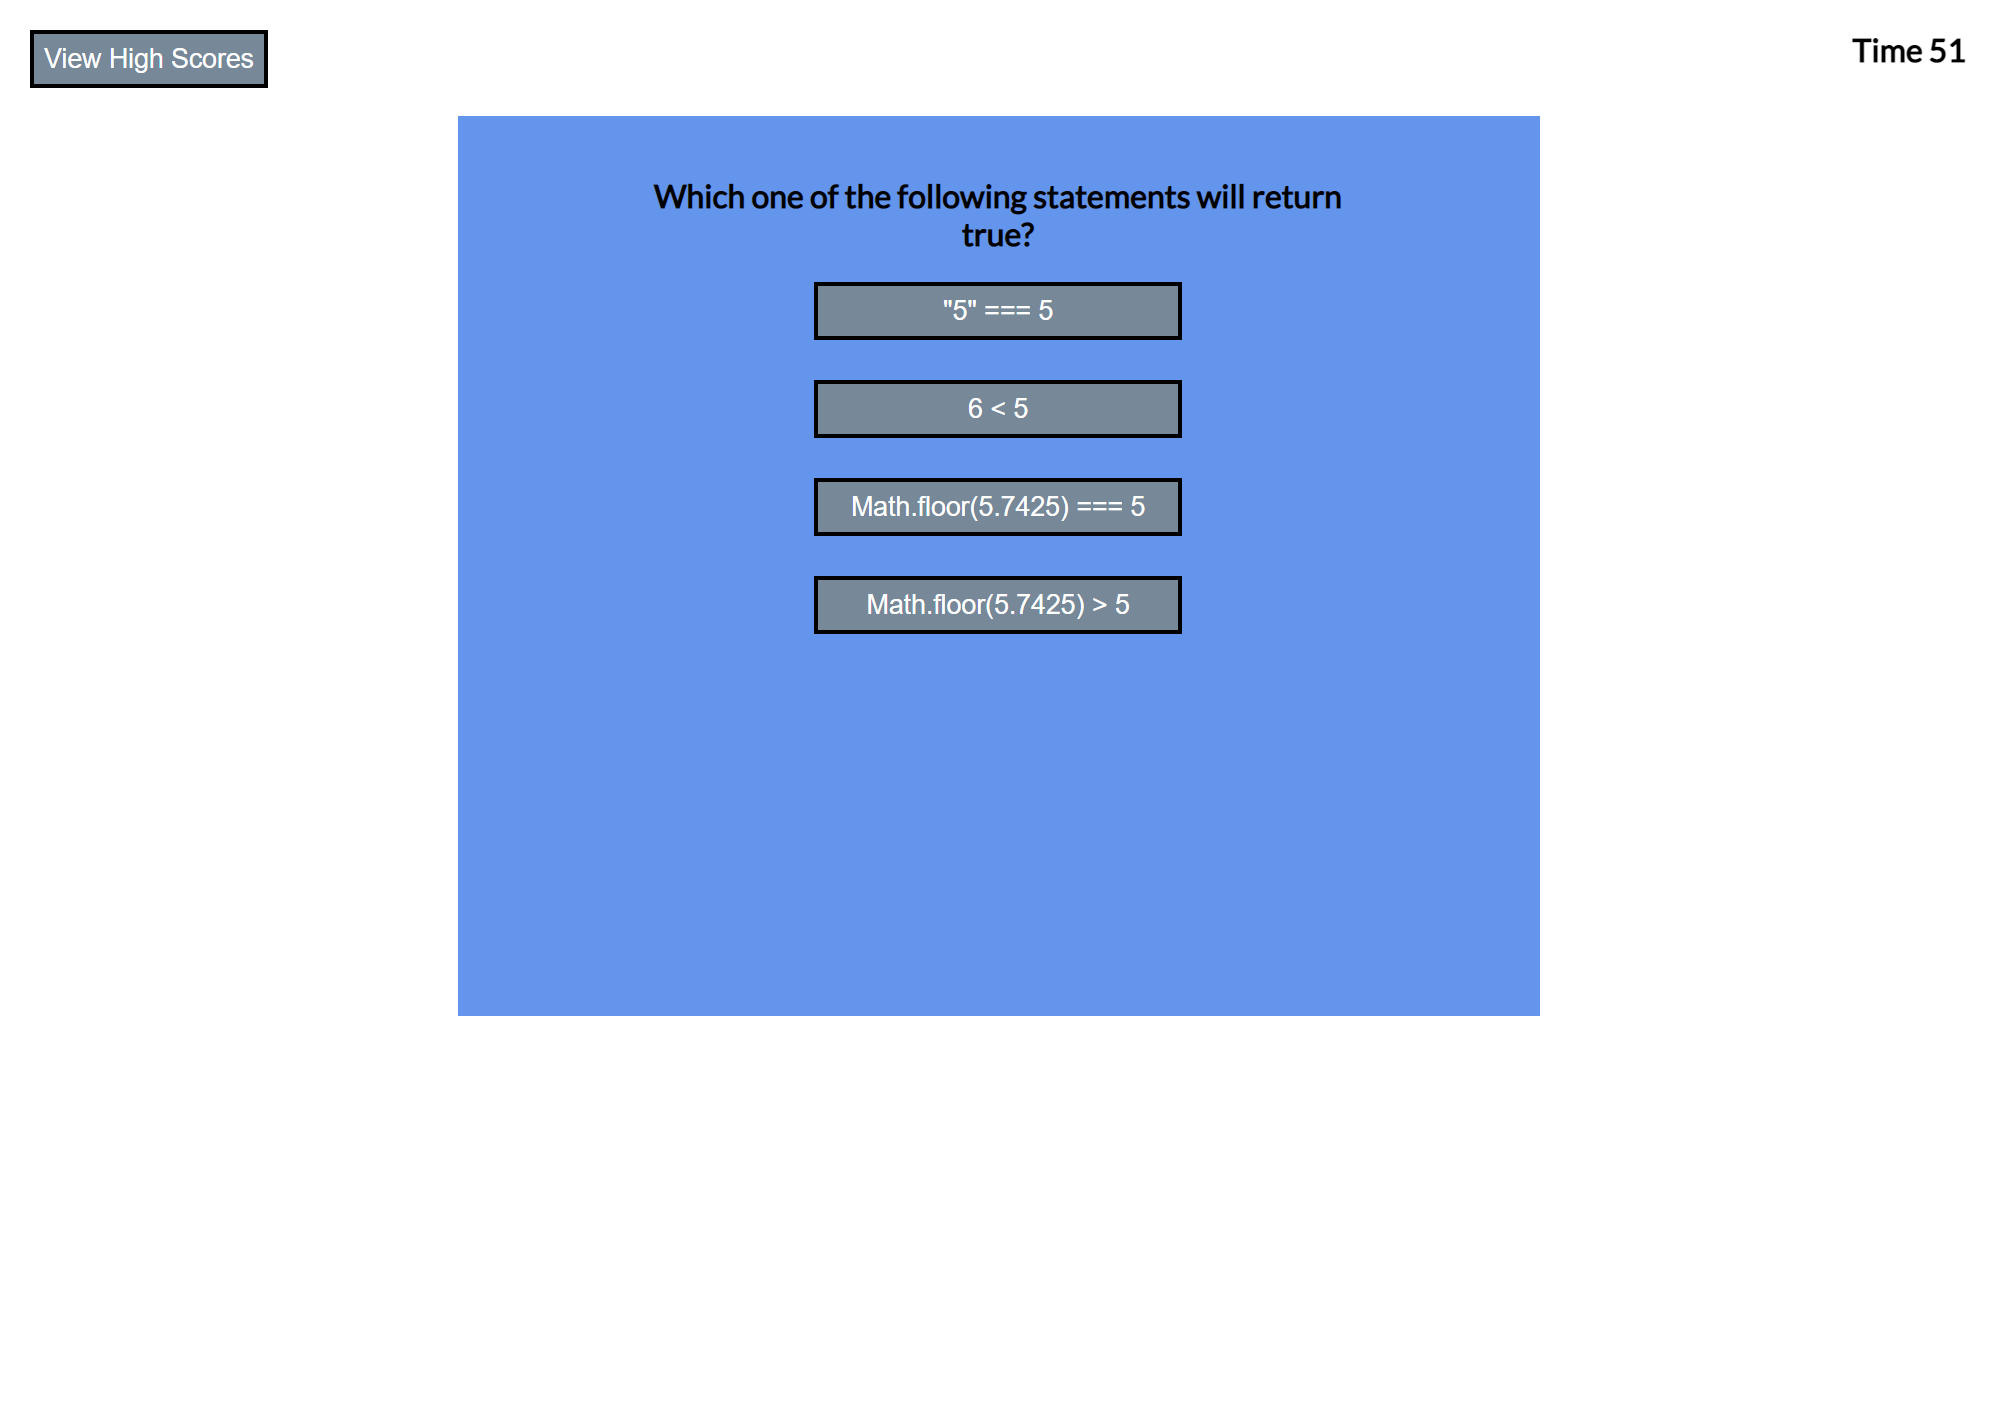 View High Scores
Time 51
Which one of the following statements will return
true?
"5" === 5
6 < 5
Math.floor(5.7425) === 5
Math.floor(5.7425) > 5